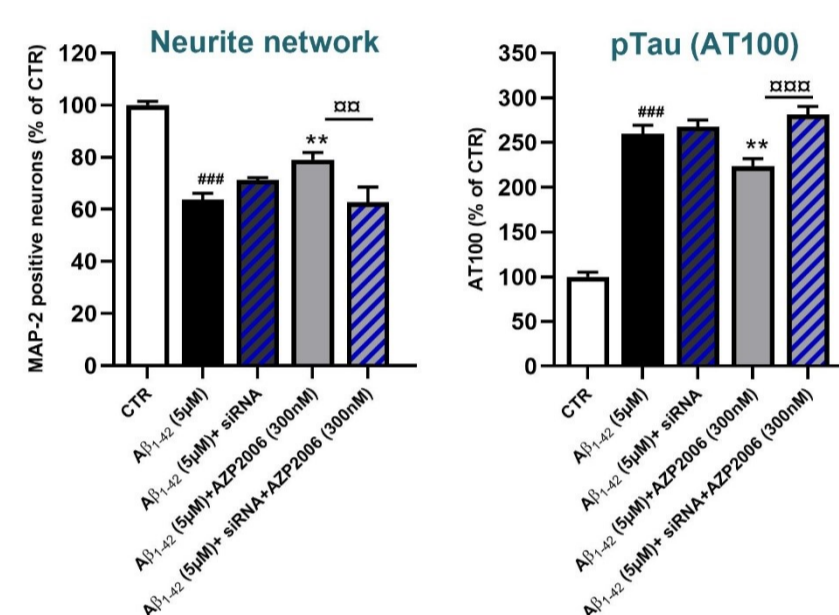 Neurite network
MAP-2 positive neurons (% of CTR)
120
100
80
60
40
20
0
###
**
¤¤
CTR
Aβ1-42 (5µM)
Aβ1-42 (5µM)+ siRNA
Aβ1-42 (5µM)+AZP2006 (300nM)
Aβ1-42 (5µM)+ siRNA+AZP2006 (300nM)
pTau (AT100)
AT100 (% of CTR)
350
300
250
200
150
100
50
0
###
**
¤¤¤
CTR
Aβ1-42 (5µM)
Aβ1-42 (5µM)+ siRNA
Aβ1-42 (5µM)+AZP2006 (300nM)
Aβ1-42 (5µM)+ siRNA+AZP2006 (300nM)